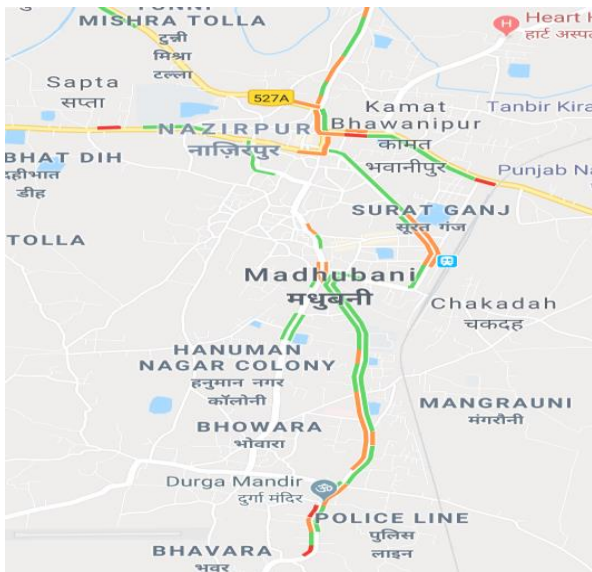 MISHRA TOLLA
टुन्नी
मिश्रा
टल्ला
Heart H
हार्ट अस्प
Sapta
सप्ता
527A
Kamat
Bhawanipur
कामत
भवानीपुर
Tanbir Kira
NAZIRPUR
नाज़िरपुर
BHAT DIH
दहीभात
डीह
Punjab Na
SURAT GANJ
सूरत गंज
TOLLA
Madhubani
मधुबनी
Chakadah
चकदह
HANUMAN
NAGAR COLONY
हनुमान नगर
कॉलोनी
MANGRAUNI
मंगरौनी
BHOWARA
भोवारा
Durga Mandir
दुर्गा मंदिर
POLICE LINE
पुलिस
लाइन
BHAVARA
भवर